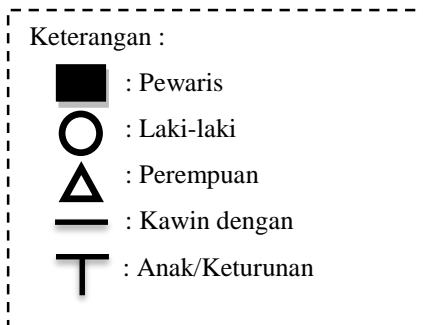 Keterangan :
: Pewaris
: Laki-laki
: Perempuan
: Kawin dengan
: Anak/Keturunan